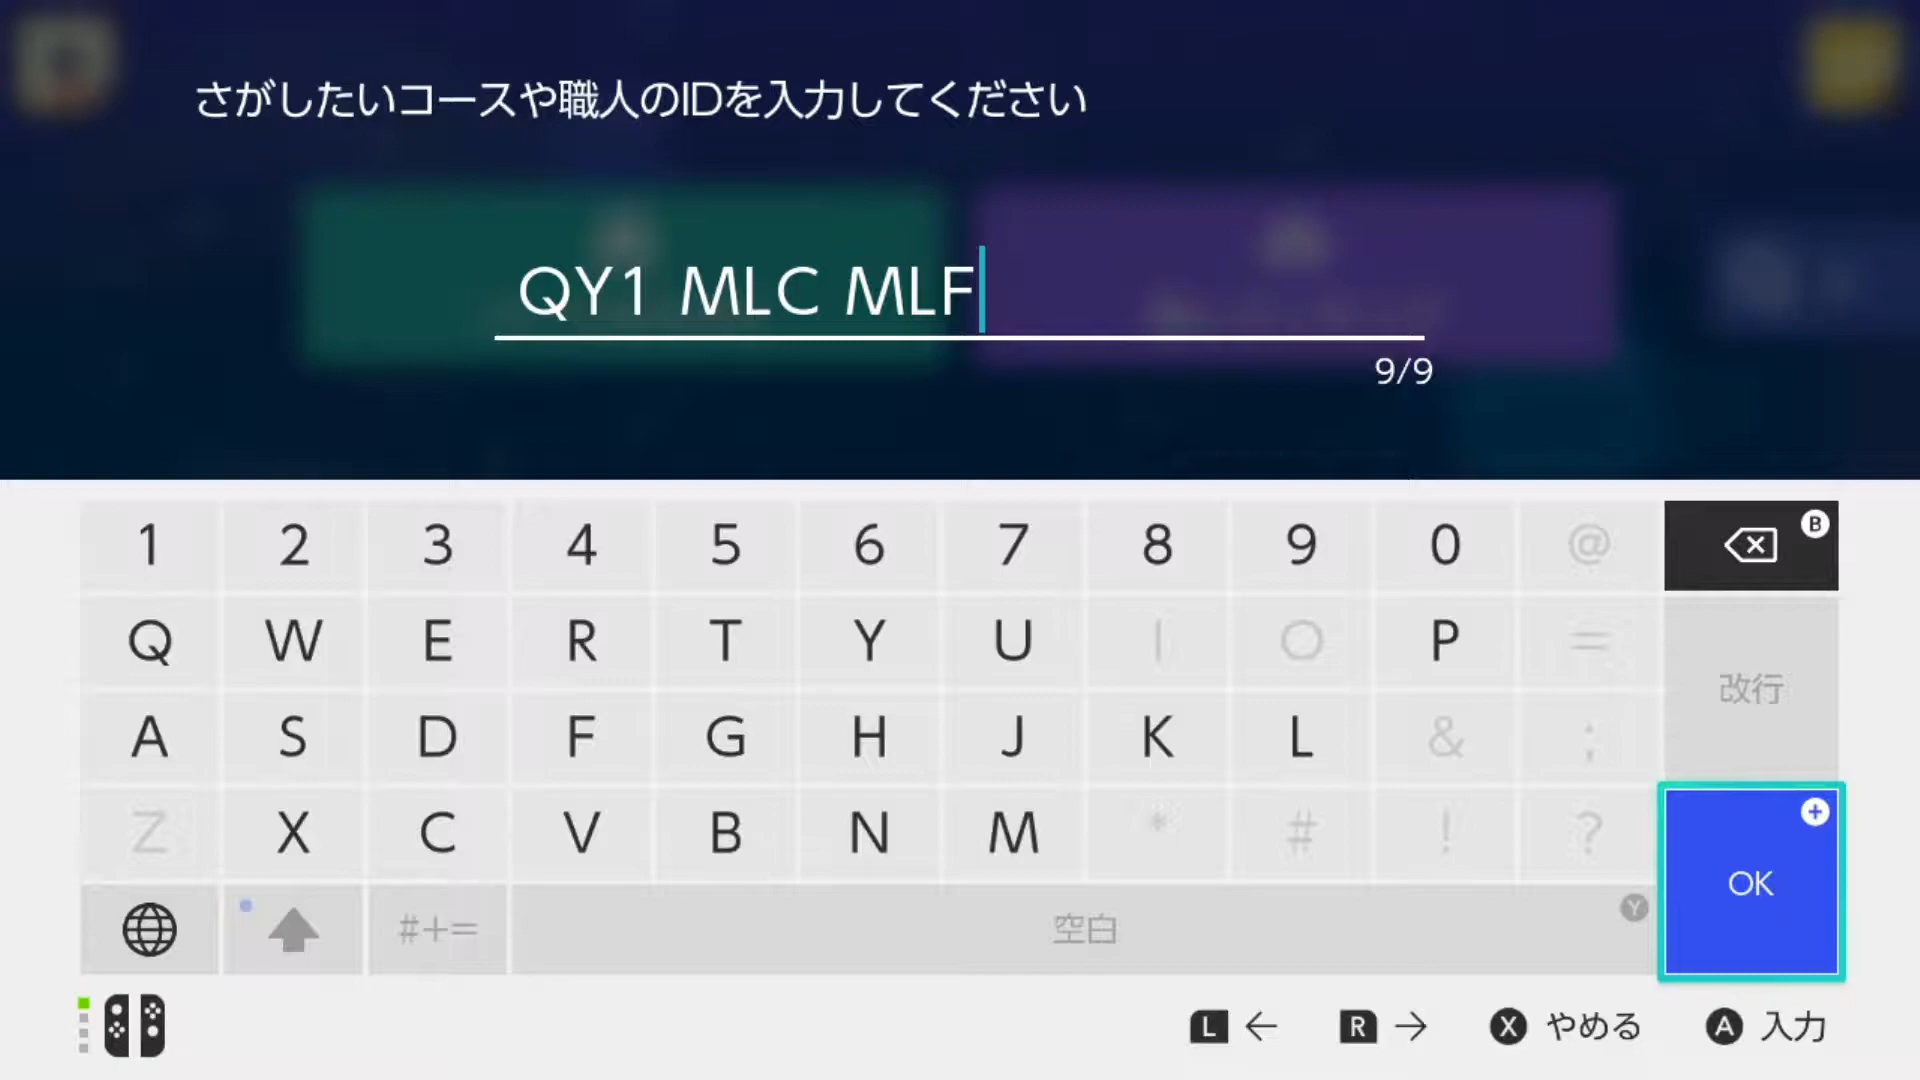 さがしたいコースや職人のIDを入力してください
QY1 MLC MLF
9/9
1 2 3 4 5 6 7 8 9 0 @ B
Q W E R T Y U I O P =
改行
A S D F G H J K L & ;
Z X C V B N M * # ! ?
OK
#+= 空白 Y
L ← R → X やめる A 入力